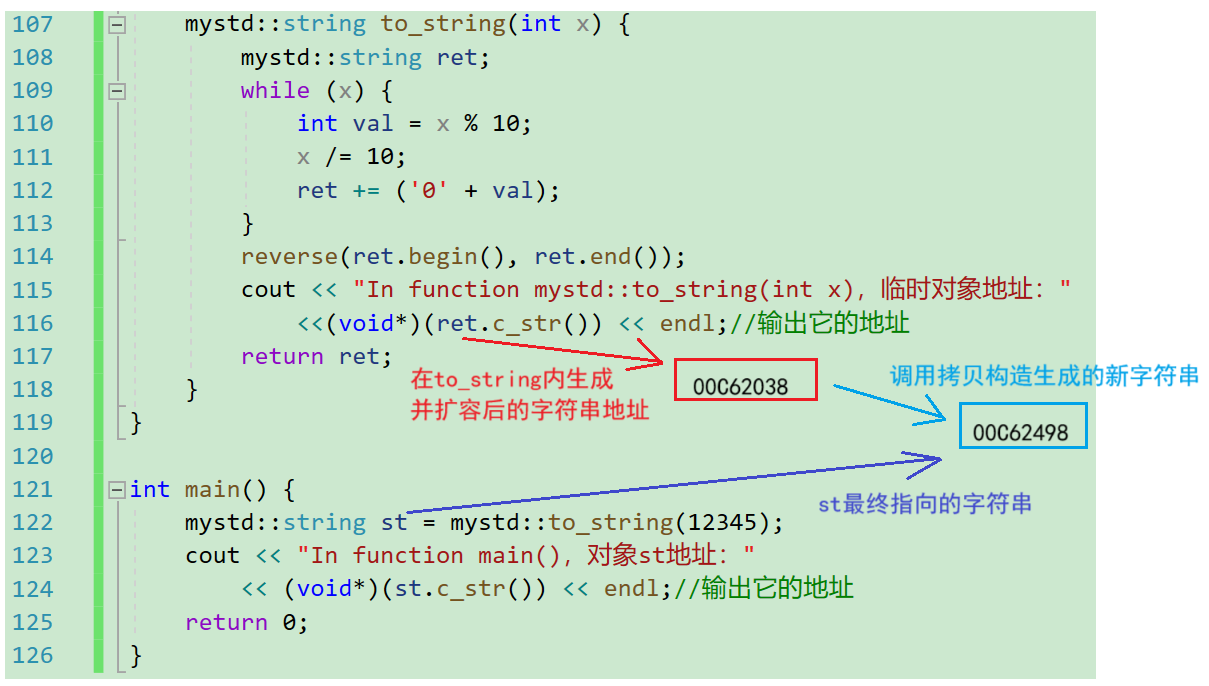 107 mystd::string to_string(int x) {
108 mystd::string ret;
109 while (x) {
110 int val = x % 10;
111 x /= 10;
112 ret += ('0' + val);
113 }
114 reverse(ret.begin(), ret.end());
115 cout << "In function mystd::to_string(int x)，临时对象地址："
116 <<(void*)(ret.c_str()) << endl;//输出它的地址
117 return ret;
在to_string内生成
并扩容后的字符串地址
00C62038
调用拷贝构造生成的新字符串
00C62498
118 }
119 }
120
121 int main() {
st最终指向的字符串
122 mystd::string st = mystd::to_string(12345);
123 cout << "In function main()，对象st地址："
124 << (void*)(st.c_str()) << endl;//输出它的地址
125 return 0;
126 }